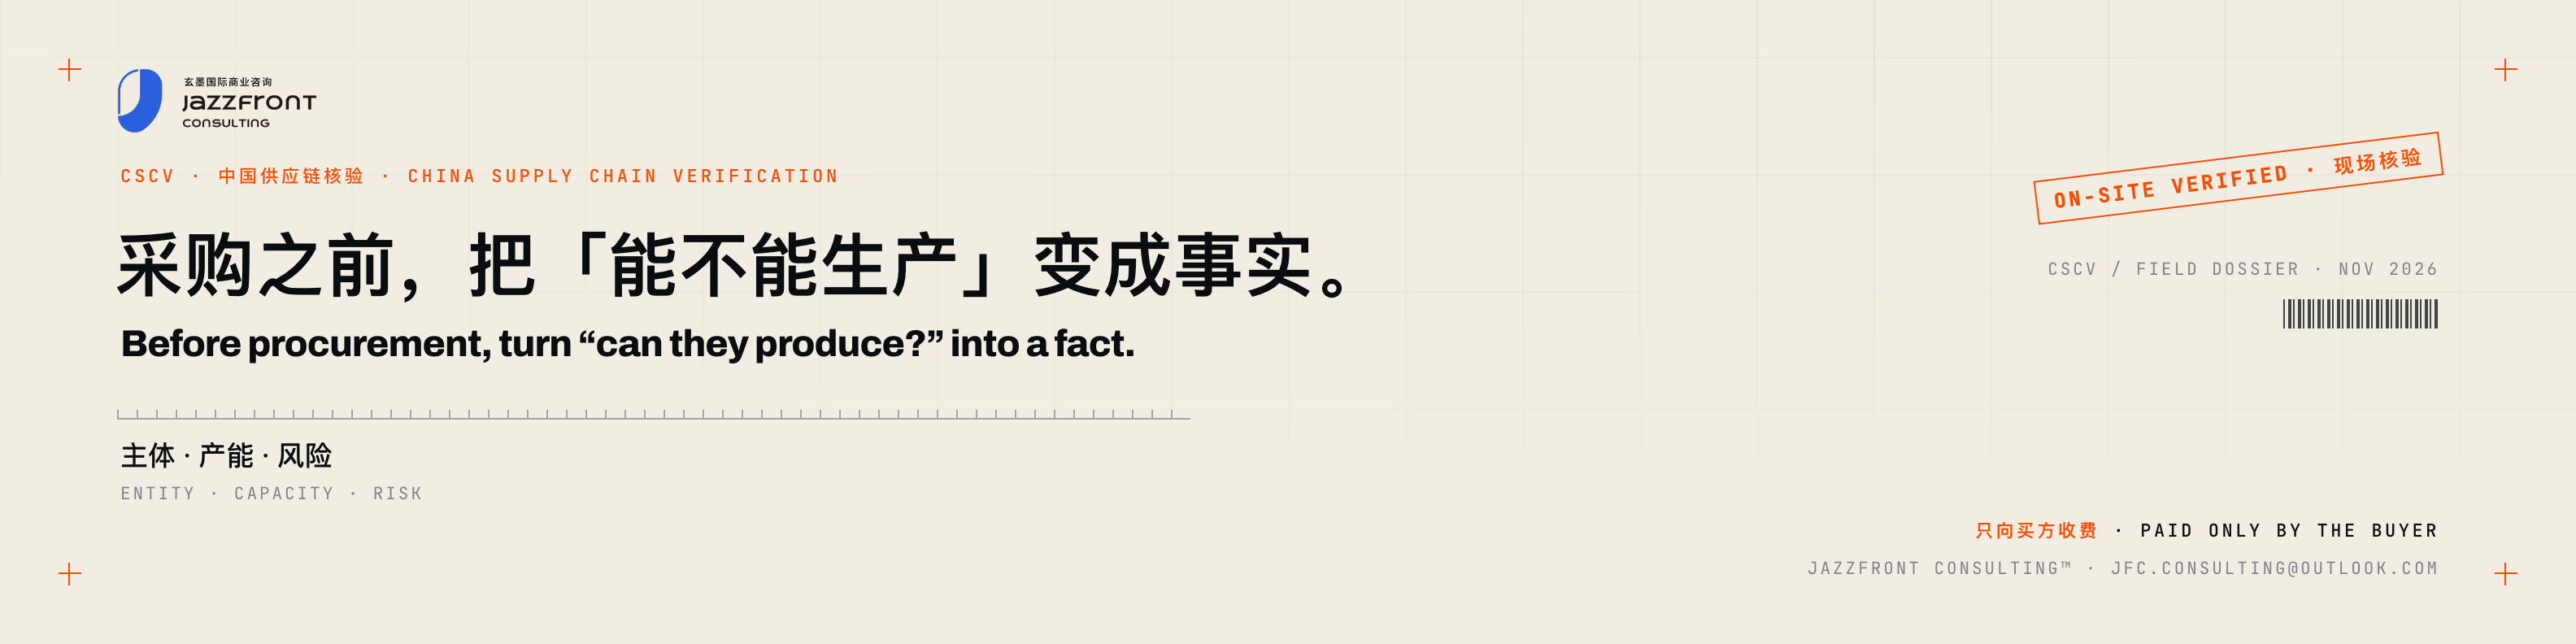 玄墨国际商业咨询
JazzFront
CONSULTING
CSCV · 中国供应链核验 · CHINA SUPPLY CHAIN VERIFICATION
采购之前，把「能不能生产」变成事实。
Before procurement, turn “can they produce?” into a fact.
主体 · 产能 · 风险
ENTITY · CAPACITY · RISK
ON-SITE VERIFIED · 现场核验
CSCV / FIELD DOSSIER · NOV 2026
只向买方收费 · PAID ONLY BY THE BUYER
JAZZFRONT CONSULTING™ · JFC.CONSULTING@OUTLOOK.COM